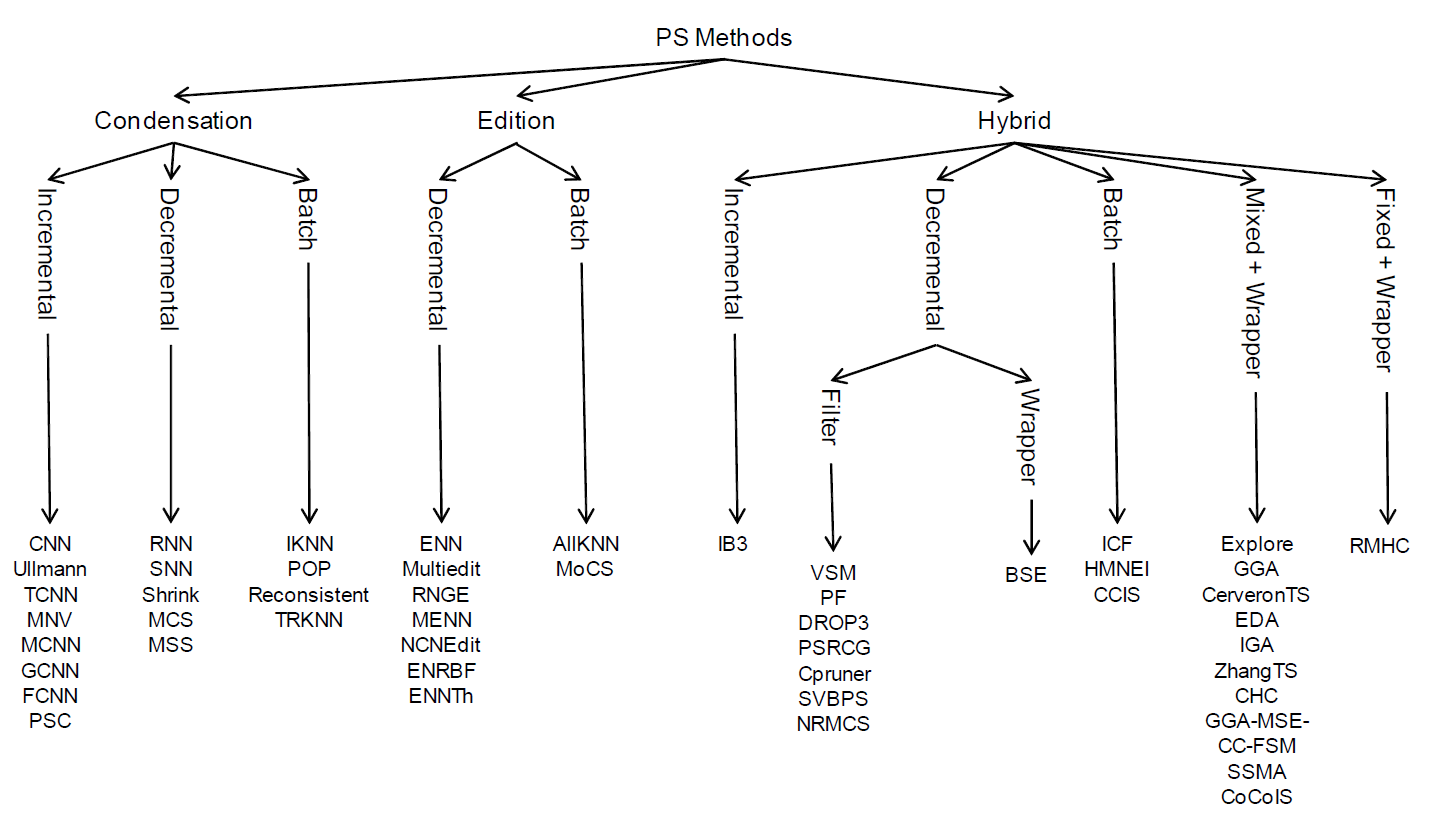 PS Methods
Condensation
Edition
Hybrid
Incremental
Decremental
Batch
Decremental
Batch
Incremental
Decremental
Batch
Mixed + Wrapper
Fixed + Wrapper
Filter
Wrapper
CNN
Ullmann
TCNN
MNV
MCNN
GCNN
FCNN
PSC
RNN
SNN
Shrink
MCS
MSS
IKNN
POP
Reconsistent
TRKNN
ENN
Multiedit
RNGE
MENN
NCNEdit
ENRBF
ENNTh
AllKNN
MoCS
IB3
VSM
PF
DROP3
PSRCG
Cpruner
SVBPS
NRMCS
BSE
ICF
HMNEI
CCIS
Explore
GGA
CerveronTS
EDA
IGA
ZhangTS
CHC
GGA-MSE-
CC-FSM
SSMA
CoCoIS
RMHC